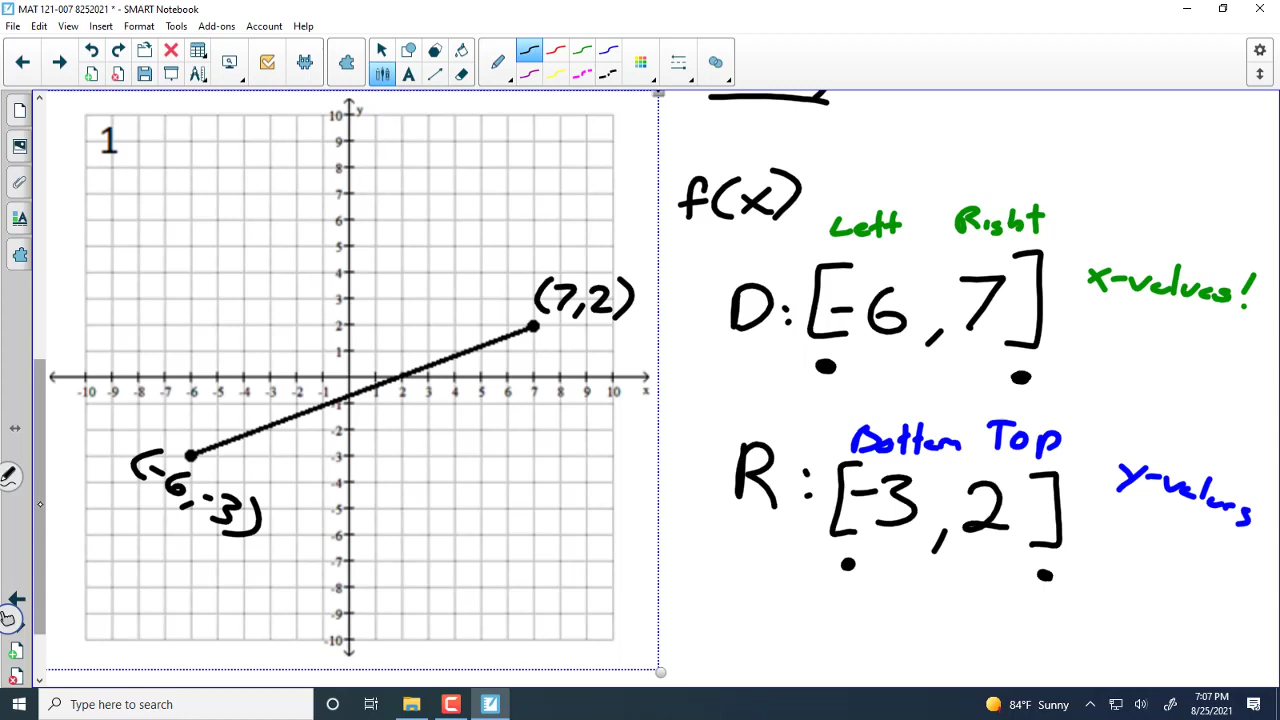 MAT 121-007 8252021 * - SMART Notebook
File Edit View Insert Format Tools Add-ons Account Help
1
y
10
9
8
7
6
5
4
3
2
1
-10 -9 -8 -7 -6 -5 -4 -3 -2 -1 1 2 3 4 5 6 7 8 9 10 x
-1
-2
-3
-4
-5
-6
-7
-8
-9
-10
(7,2)
(-6, -3)
f(x)
Left Right
D: [-6, 7] x-values!
Bottom Top
R: [-3, 2] y-valers
Type here to search
84°F Sunny
7:07 PM
8/25/2021